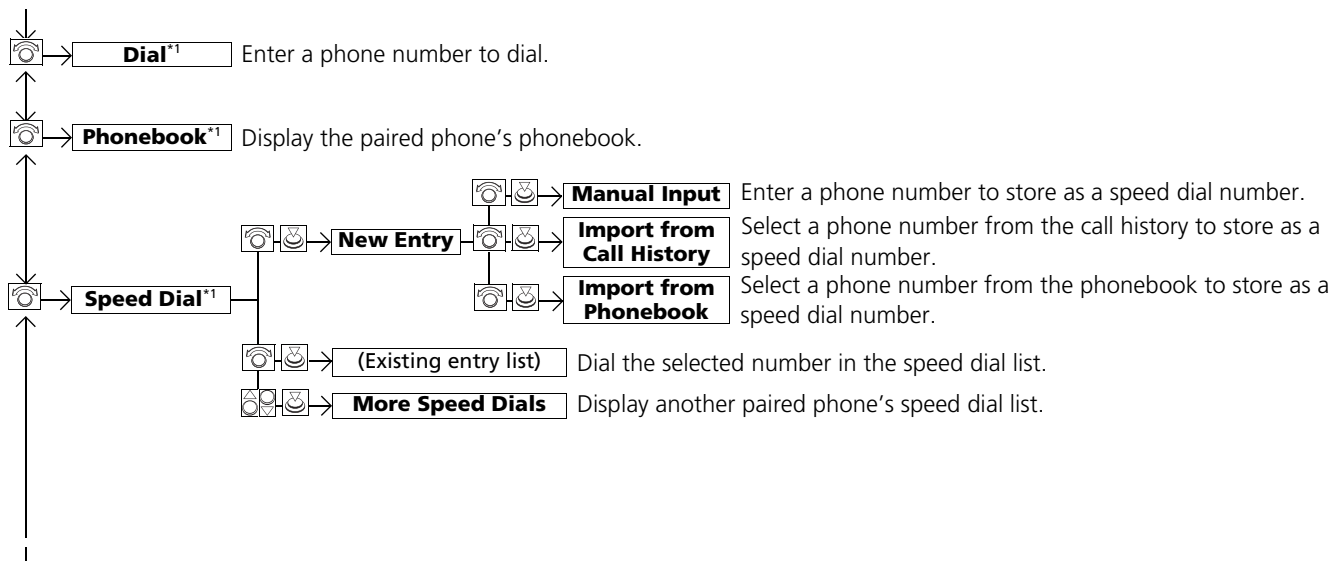 Dial*1 Enter a phone number to dial.
Phonebook*1 Display the paired phone's phonebook.
Manual Input Enter a phone number to store as a speed dial number.
New Entry Import from Call History Select a phone number from the call history to store as a
speed dial number.
Speed Dial*1 Import from Phonebook Select a phone number from the phonebook to store as a
speed dial number.
(Existing entry list) Dial the selected number in the speed dial list.
More Speed Dials Display another paired phone's speed dial list.